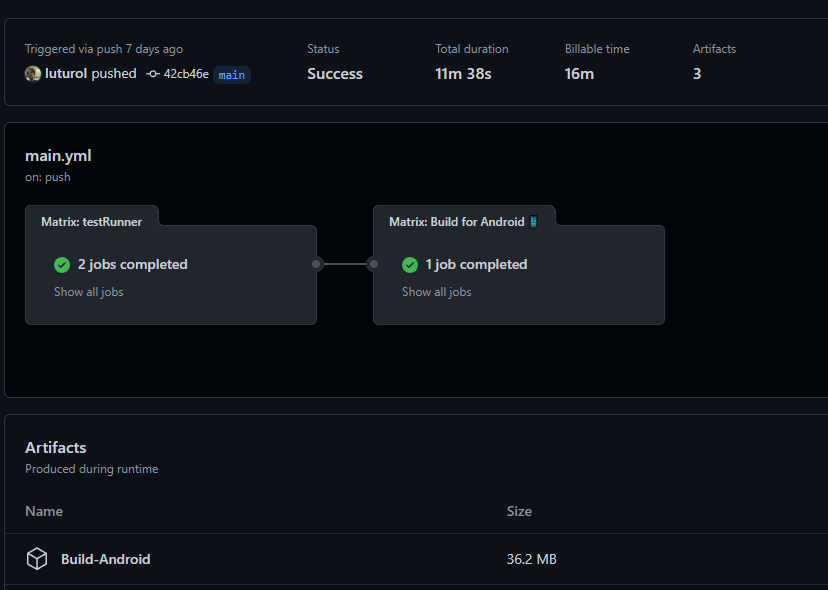 Triggered via push 7 days ago
luturol pushed 42cb46e main
Status
Success
Total duration
11m 38s
Billable time
16m
Artifacts
3
main.yml
on: push
Matrix: testRunner
2 jobs completed
Show all jobs
Matrix: Build for Android 📱
1 job completed
Show all jobs
Artifacts
Produced during runtime
Name Size
Build-Android 36.2 MB